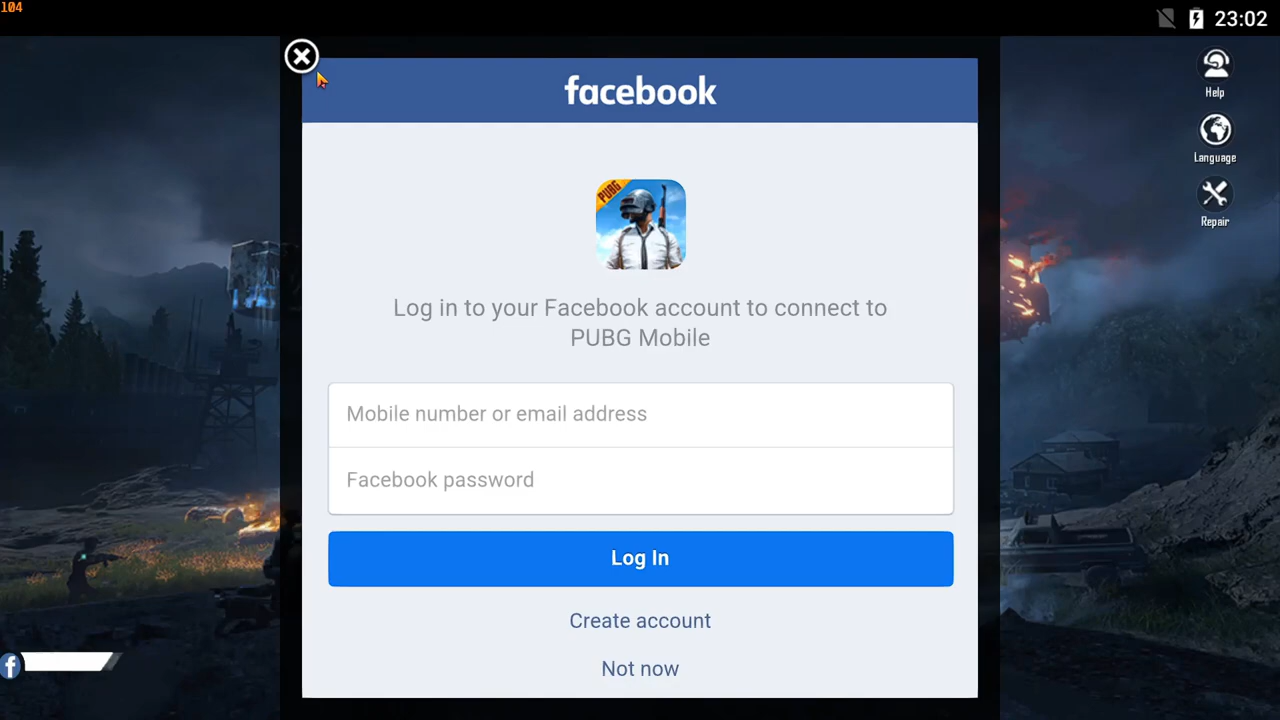 104
23:02
facebook
Help
Language
Repair
PUBG
Log in to your Facebook account to connect to
PUBG Mobile
Mobile number or email address
Facebook password
Log In
Create account
Not now
f